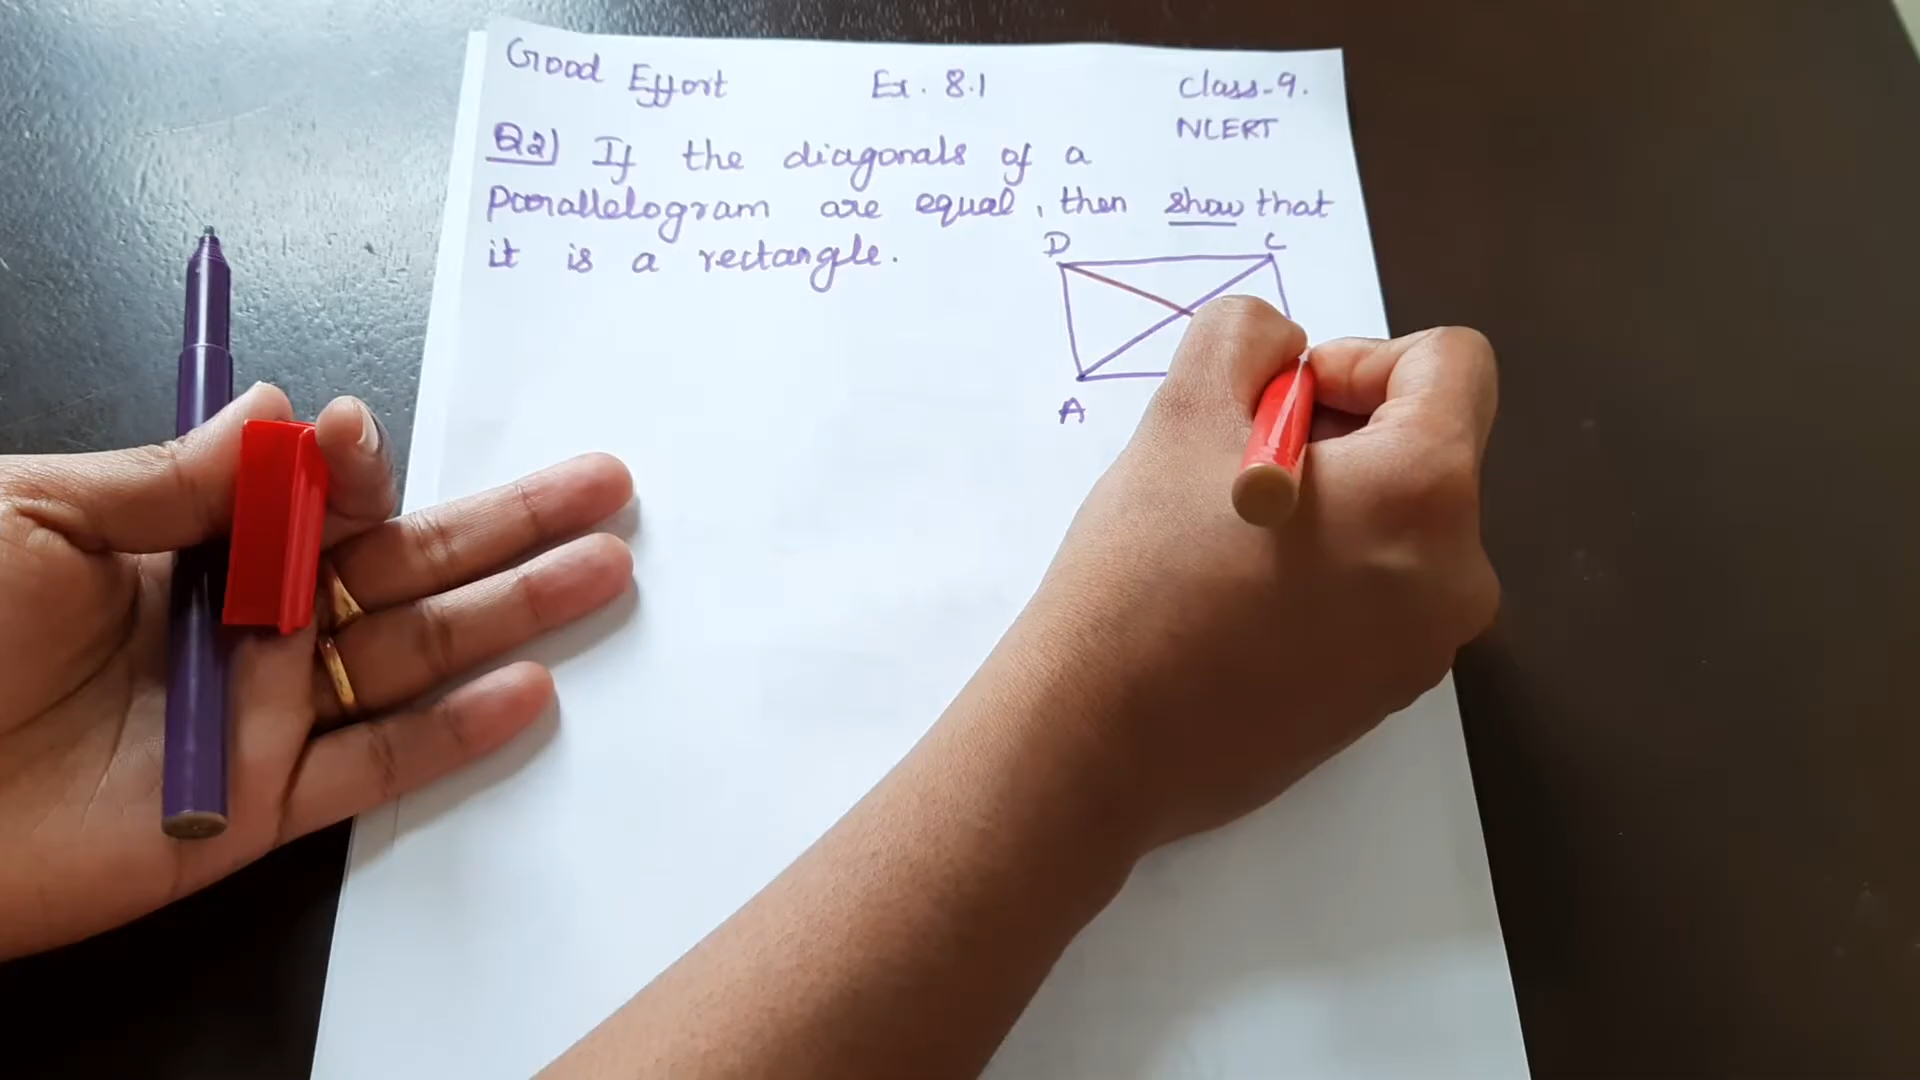 Good Effort Ex. 8.1 Class-9.
NCERT
Q2) If the diagonals of a
parallelogram are equal, then show that
it is a rectangle.
D C
A